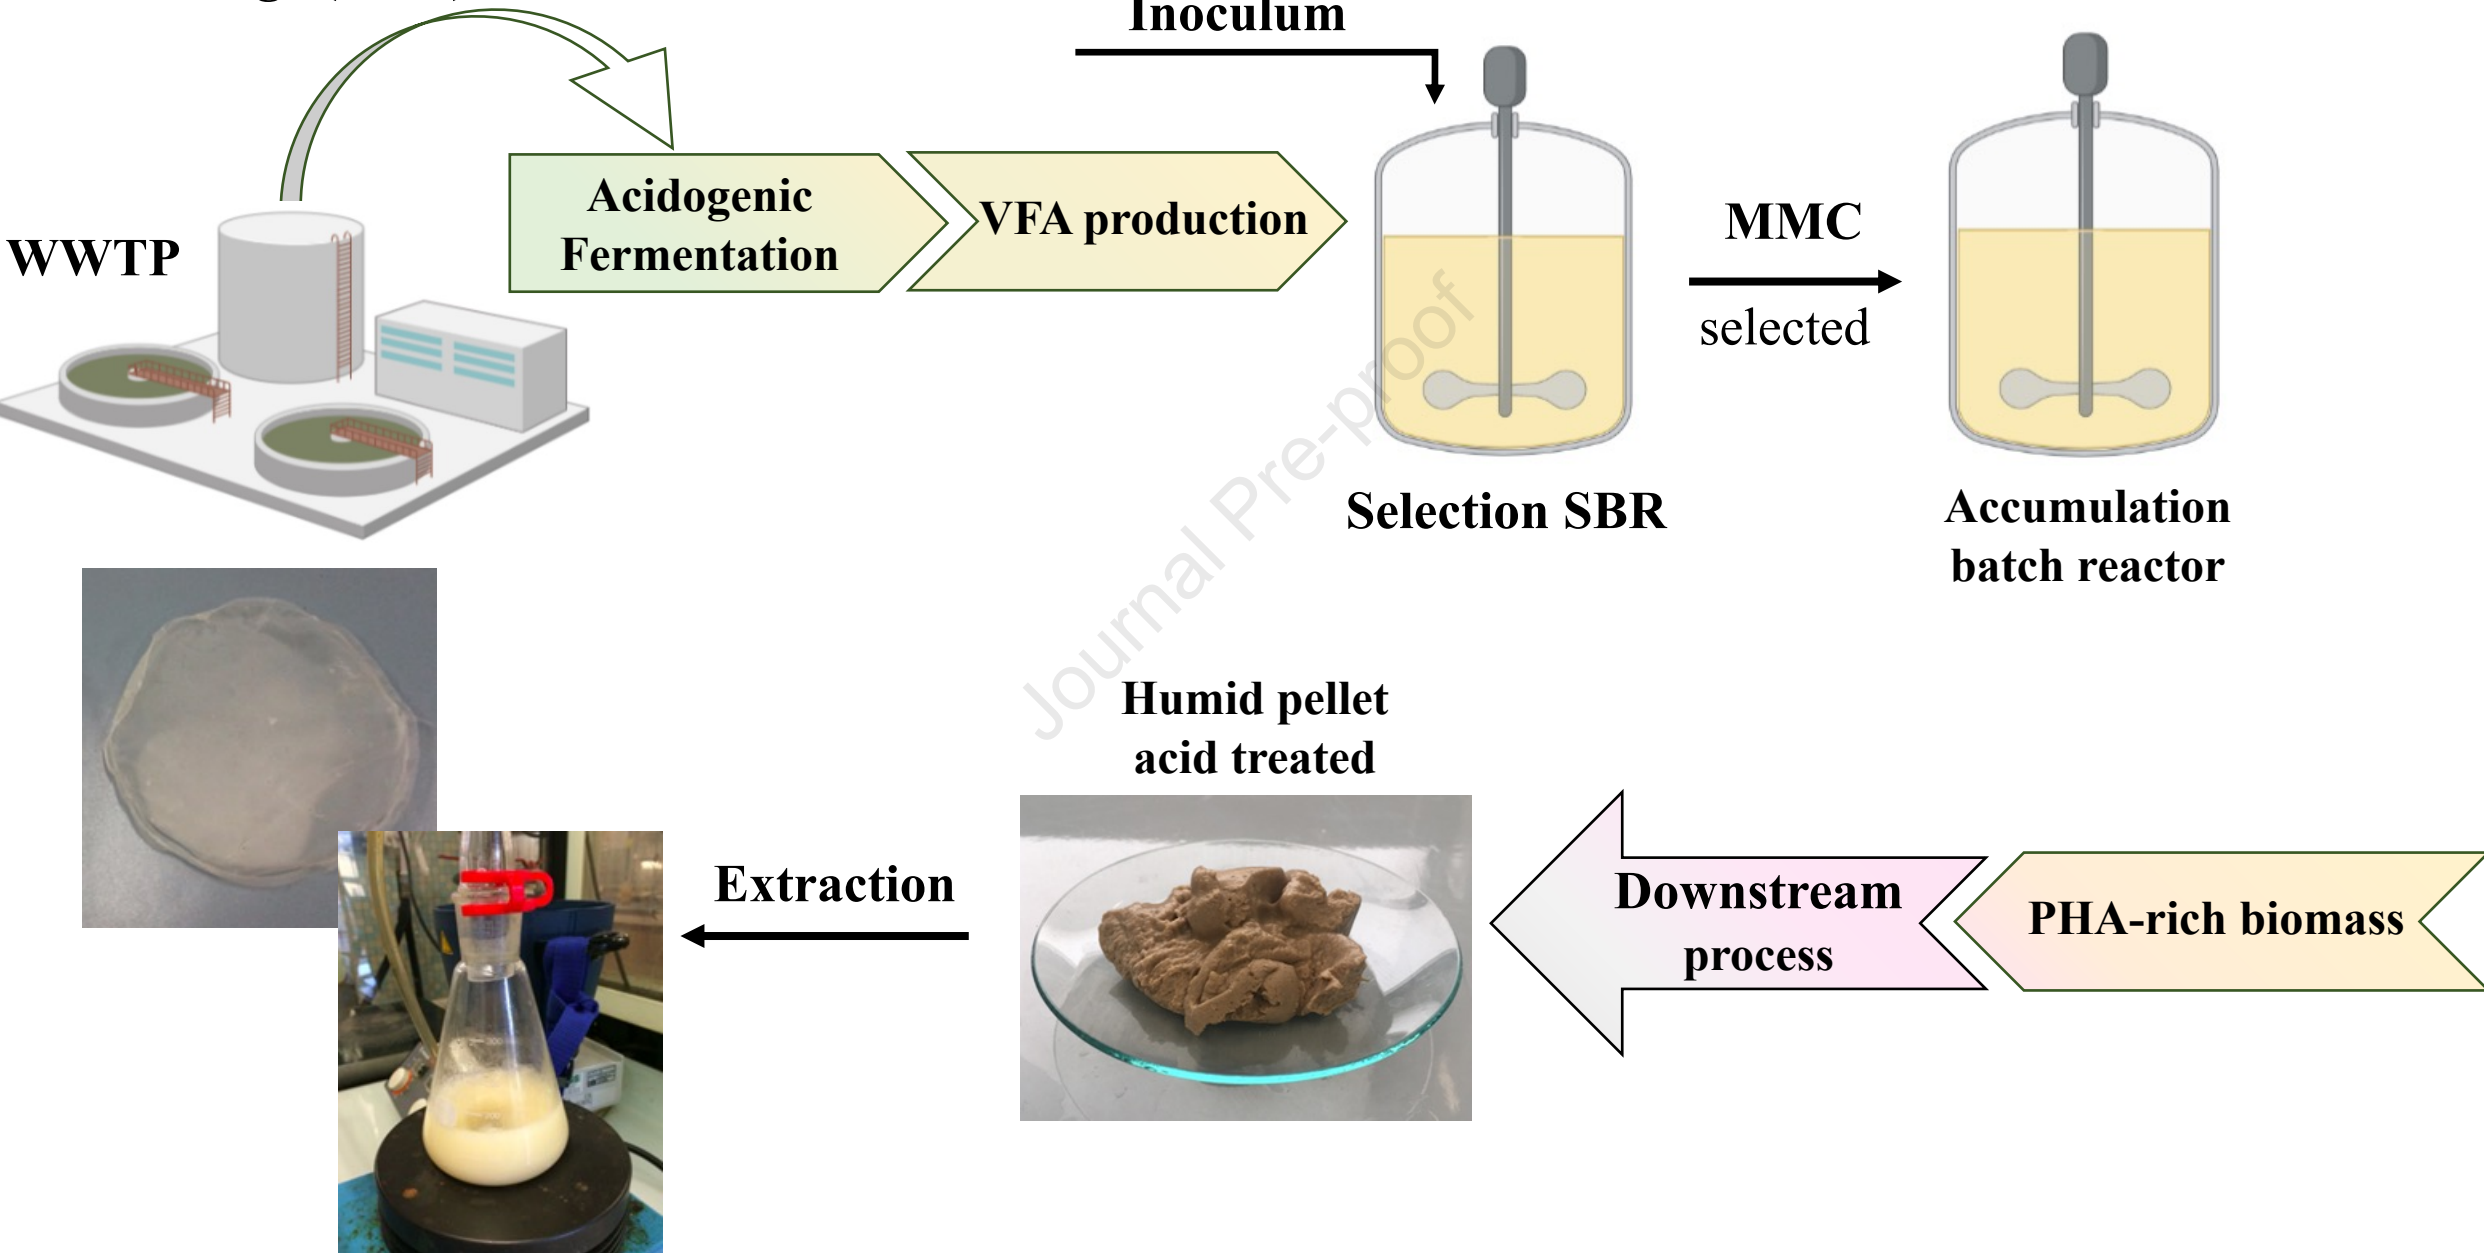 Inoculum
WWTP
Acidogenic
Fermentation
VFA production
MMC
selected
Selection SBR
Accumulation
batch reactor
Journal Pre-proof
Humid pellet
acid treated
Extraction
Downstream
process
PHA-rich biomass